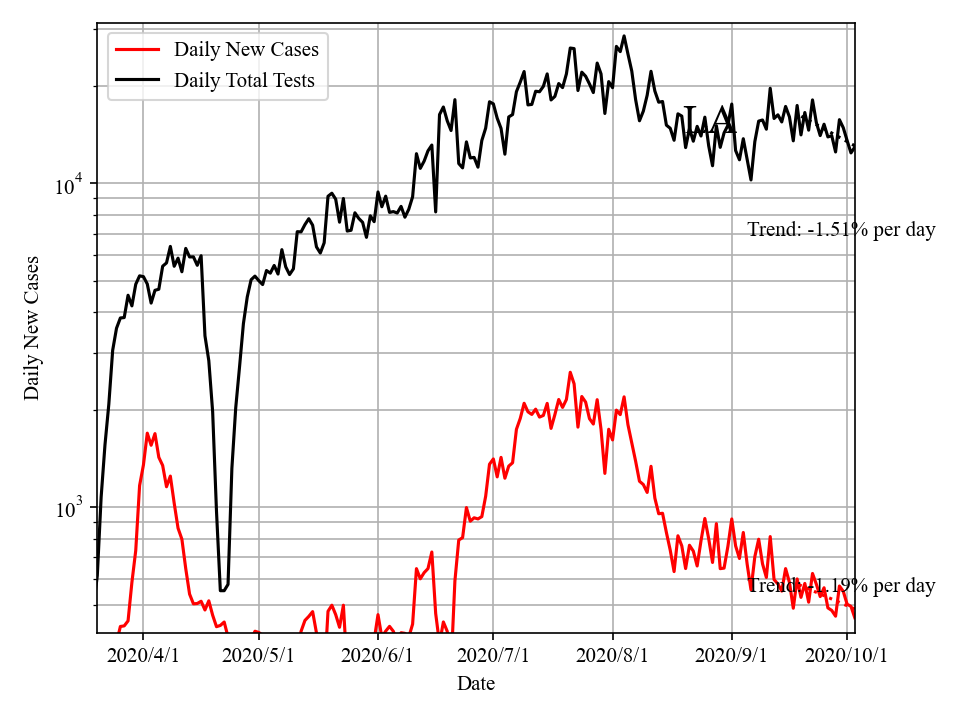 Daily New Cases
Daily Total Tests
LA
10^4
Trend: -1.51% per day
Daily New Cases
10^3
Trend: -1.19% per day
2020/4/1 2020/5/1 2020/6/1 2020/7/1 2020/8/1 2020/9/1 2020/10/1
Date